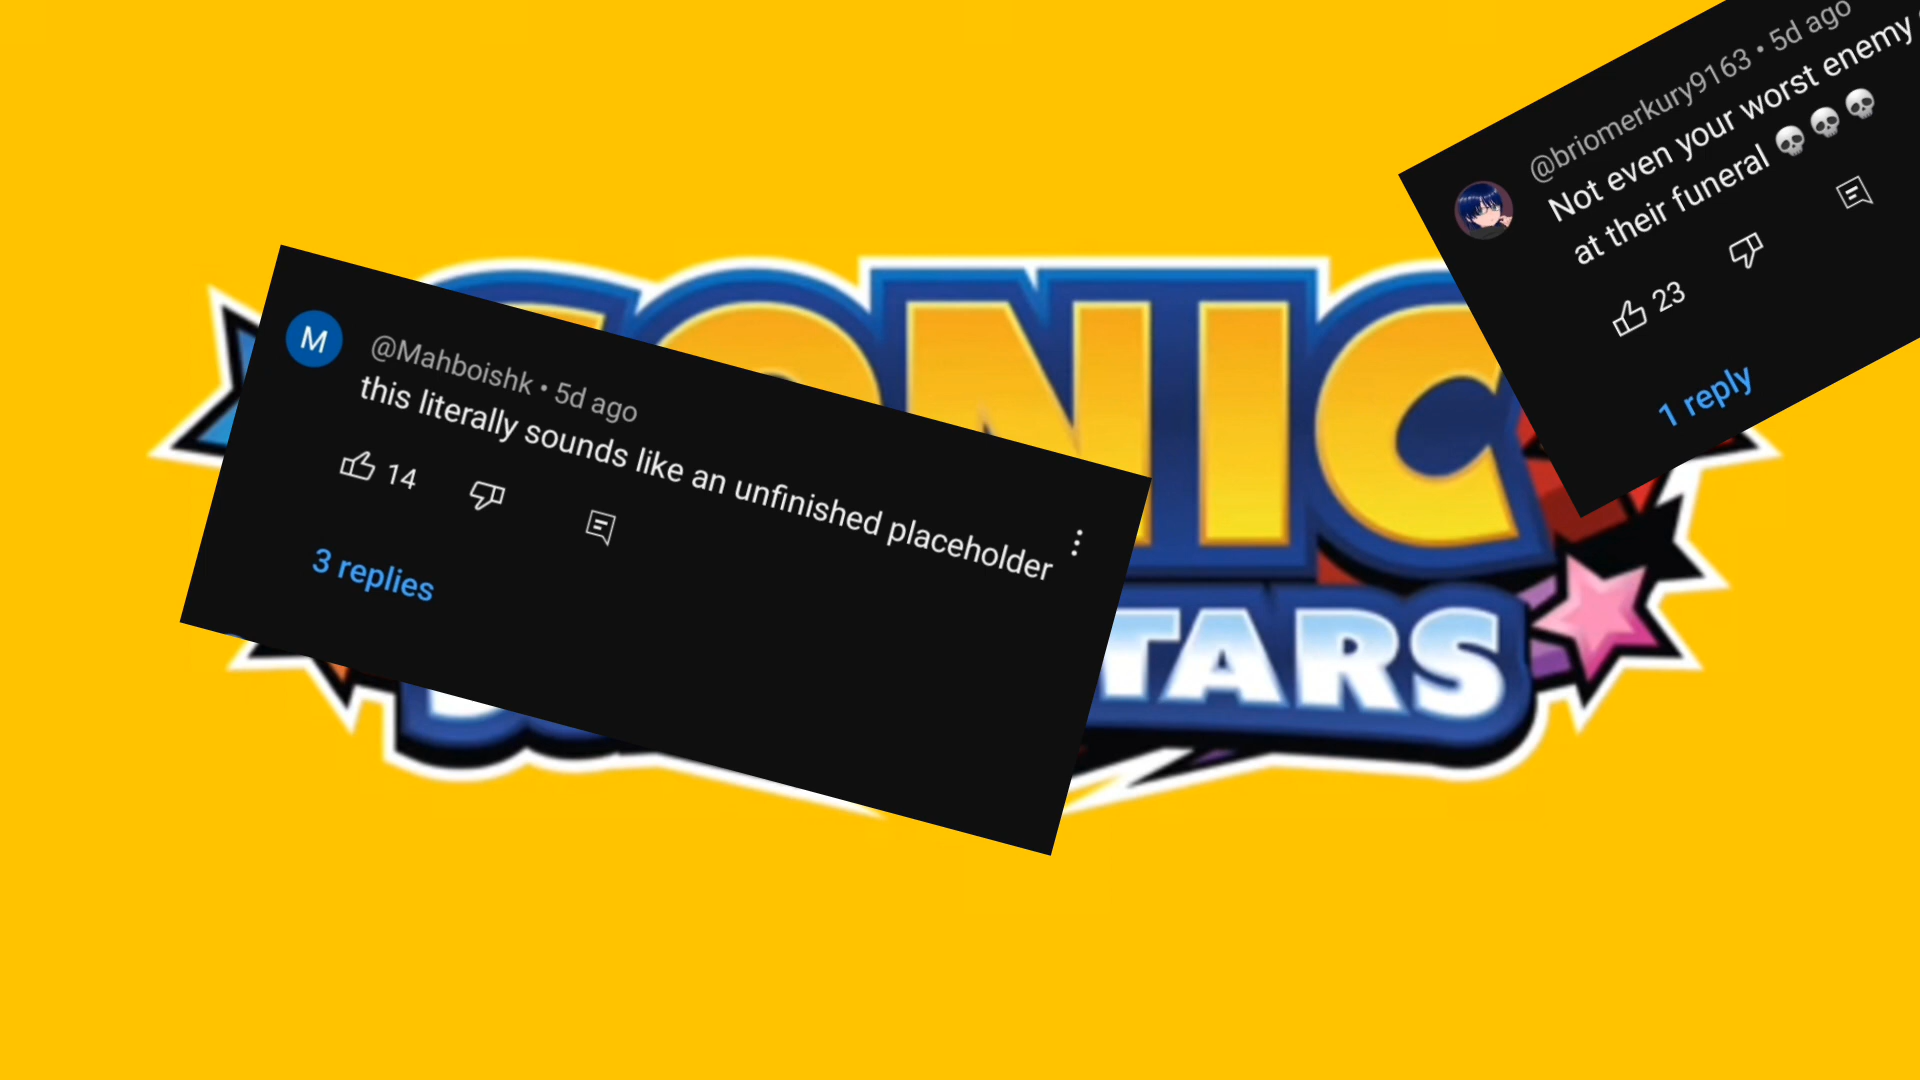 @briomerkury9163 • 5d ago
Not even your worst enemy
at their funeral 💀💀💀
23
1 reply
SONIC
STARS
M
@Mahboishk • 5d ago
this literally sounds like an unfinished placeholder
14
3 replies